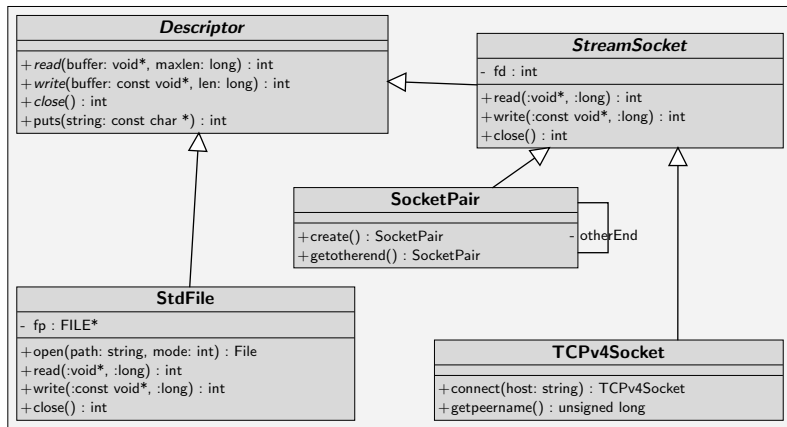 Descriptor
+ read(buffer: void*, maxlen: long) : int
+ write(buffer: const void*, len: long) : int
+ close() : int
+ puts(string: const char *) : int
StreamSocket
- fd : int
+ read(:void*, :long) : int
+ write(:const void*, :long) : int
+ close() : int
SocketPair
+ create() : SocketPair
+ getotherend() : SocketPair
- otherEnd
StdFile
- fp : FILE*
+ open(path: string, mode: int) : File
+ read(:void*, :long) : int
+ write(:const void*, :long) : int
+ close() : int
TCPv4Socket
+ connect(host: string) : TCPv4Socket
+ getpeername() : unsigned long